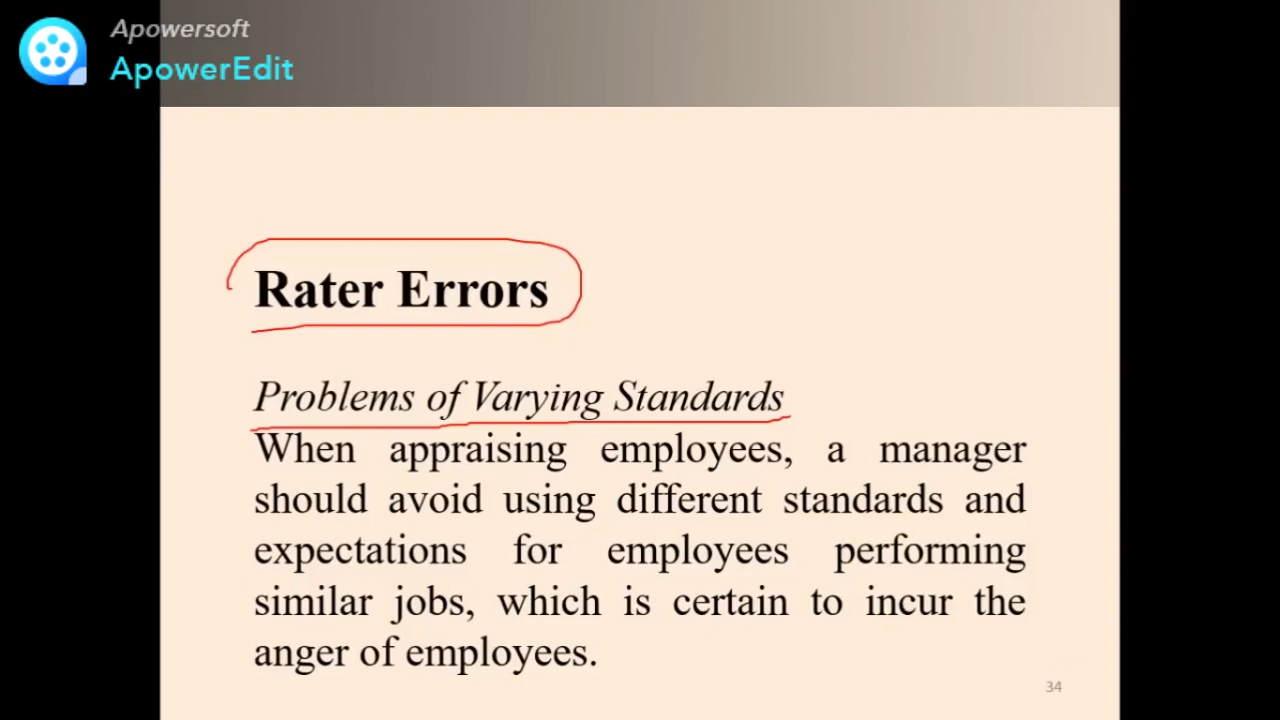 Apowersoft
ApowerEdit
Rater Errors
Problems of Varying Standards
When appraising employees, a manager
should avoid using different standards and
expectations for employees performing
similar jobs, which is certain to incur the
anger of employees.
34